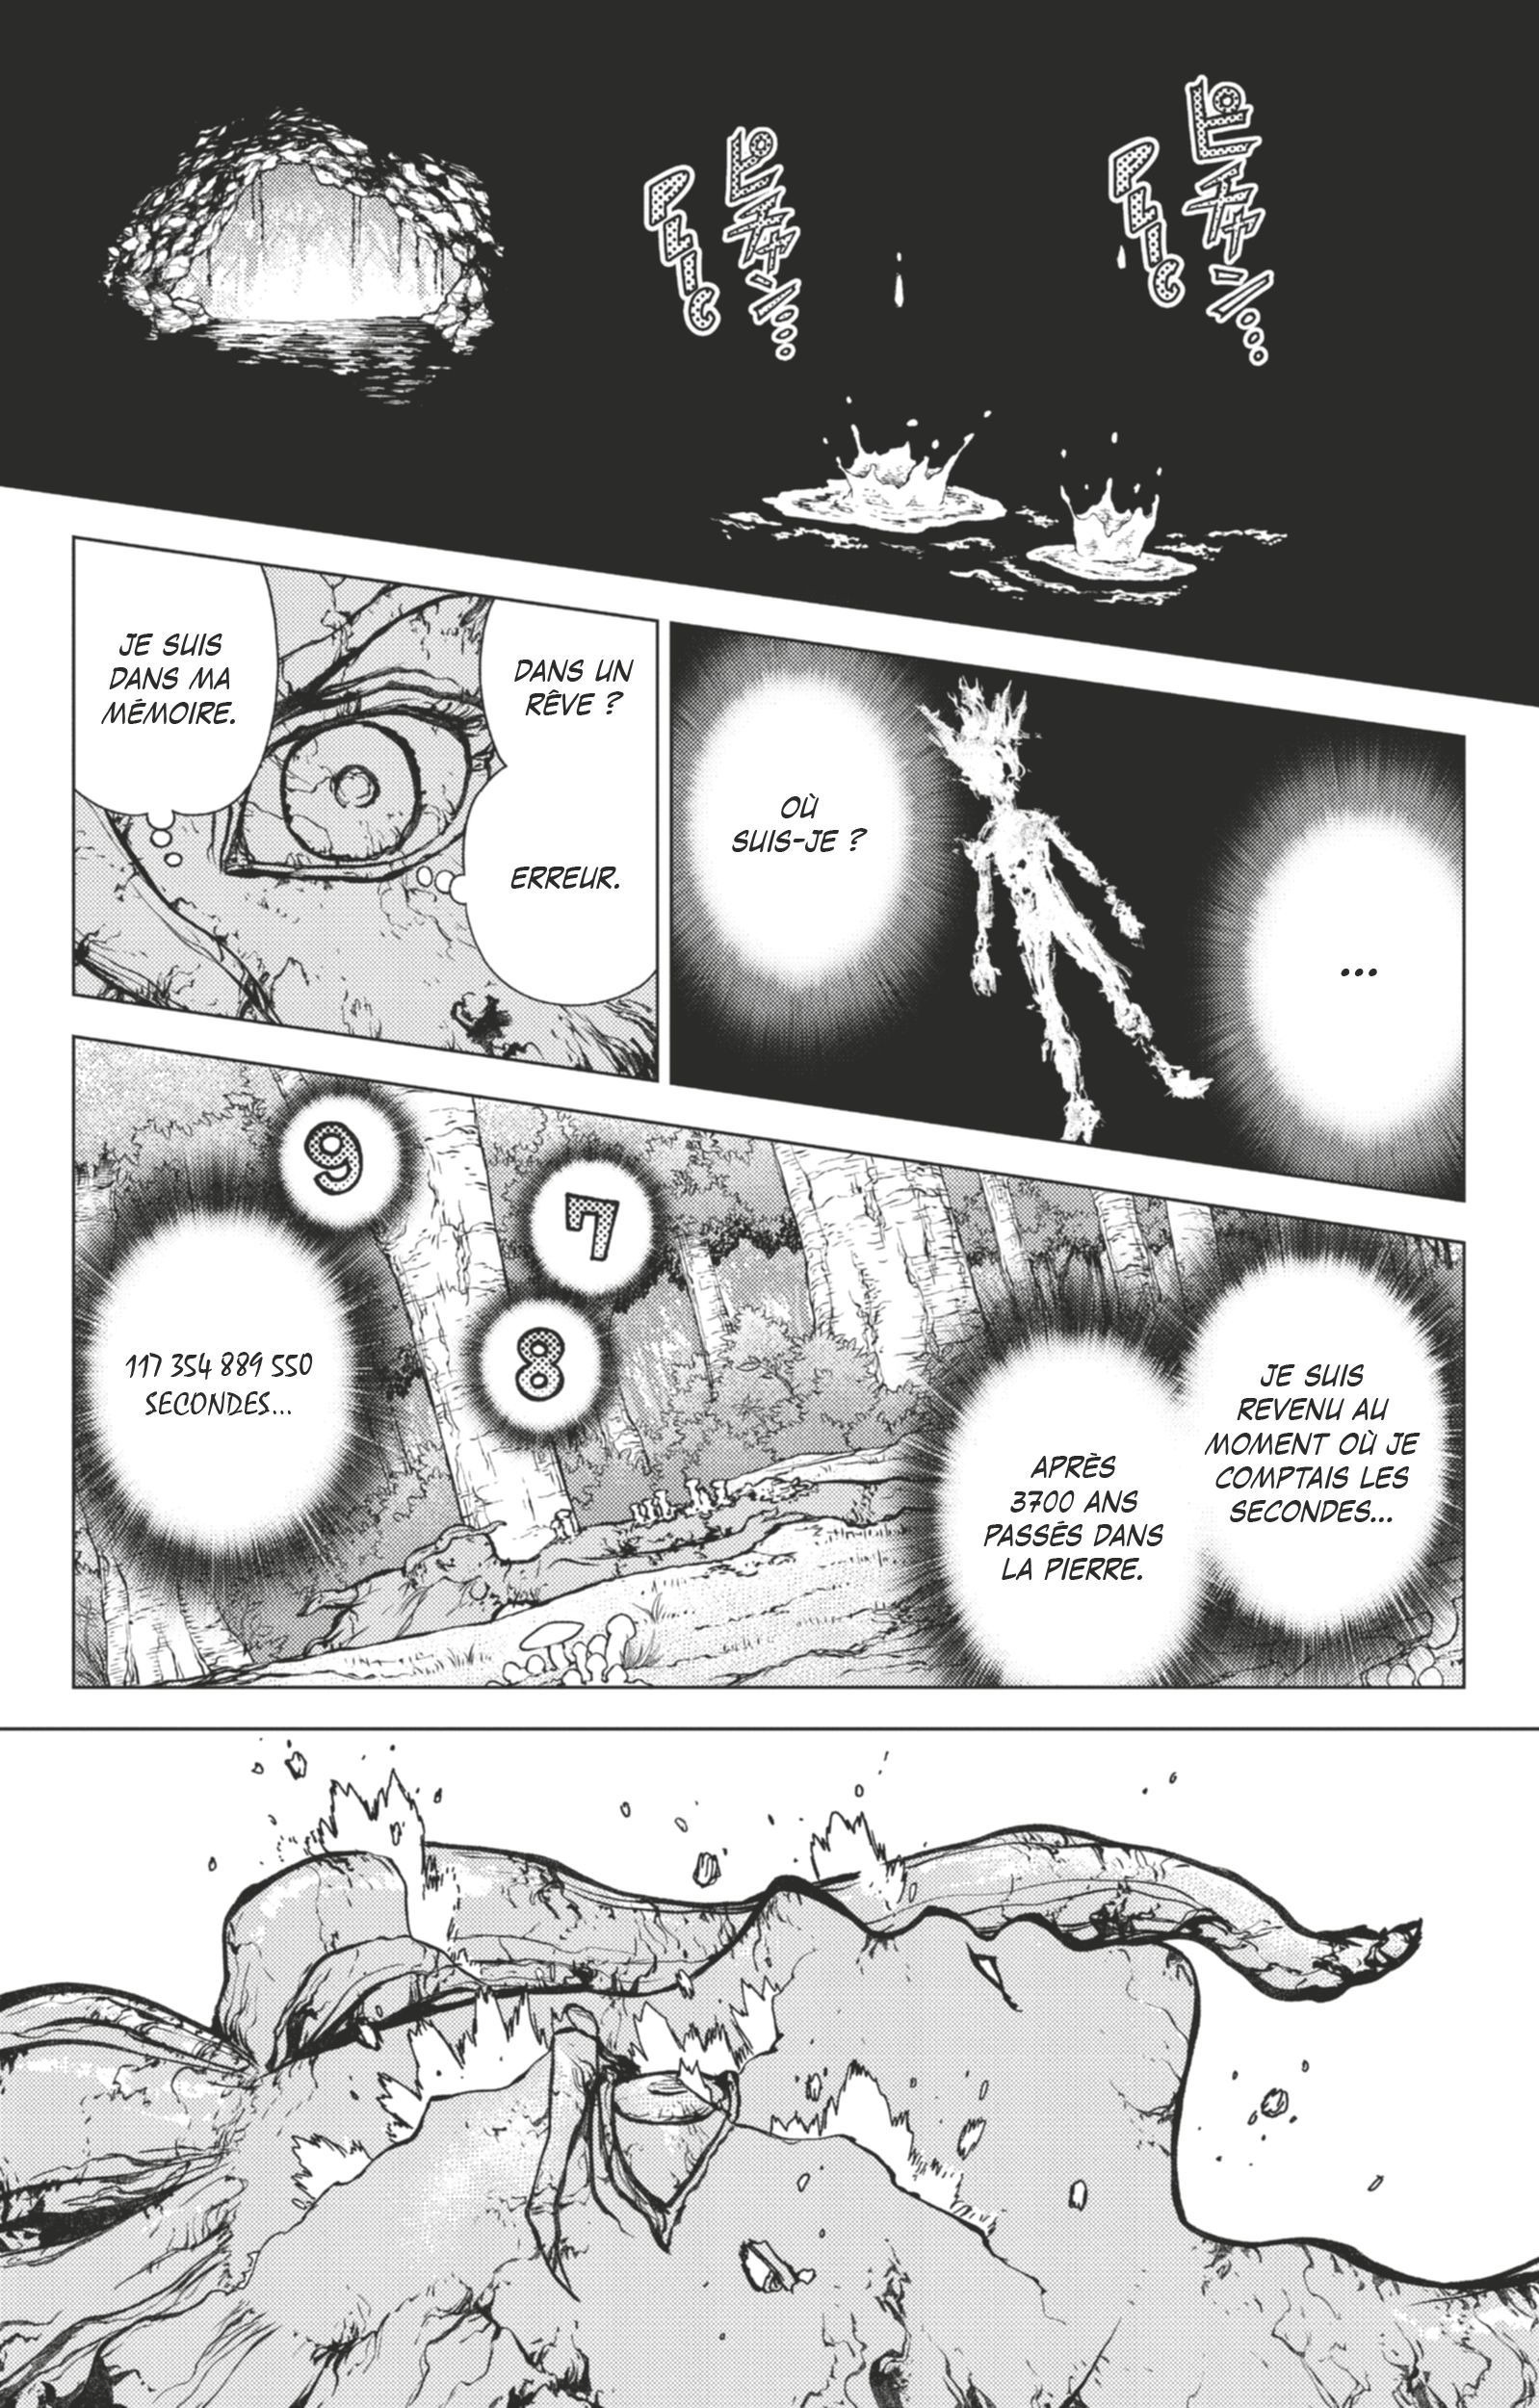 ピチャン...
PLIC
ピチャン...
PLIC
...
OÙ
SUIS-JE ?
DANS UN
RÊVE ?
ERREUR.
JE SUIS
DANS MA
MÉMOIRE.
JE SUIS
REVENU AU
MOMENT OÙ JE
COMPTAIS LES
SECONDES...
APRÈS
3700 ANS
PASSÉS DANS
LA PIERRE.
7
8
9
117 354 889 550
SECONDES...